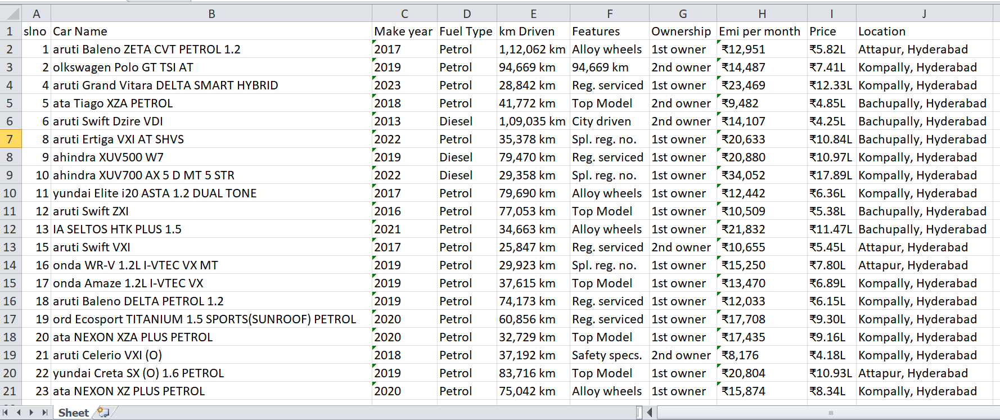 A B C D E F G H I J
1 slno Car Name Make year Fuel Type km Driven Features Ownership Emi per month Price Location
2 1 aruti Baleno ZETA CVT PETROL 1.2 2017 Petrol 1,12,062 km Alloy wheels 1st owner ₹12,951 ₹5.82L Attapur, Hyderabad
3 2 olkswagen Polo GT TSI AT 2019 Petrol 94,669 km 94,669 km 2nd owner ₹14,487 ₹7.41L Kompally, Hyderabad
4 4 aruti Grand Vitara DELTA SMART HYBRID 2023 Petrol 28,842 km Reg. serviced 1st owner ₹23,469 ₹12.33L Kompally, Hyderabad
5 5 ata Tiago XZA PETROL 2018 Petrol 41,772 km Top Model 2nd owner ₹9,482 ₹4.85L Bachupally, Hyderabad
6 6 aruti Swift Dzire VDI 2013 Diesel 1,09,035 km City driven 2nd owner ₹14,107 ₹4.25L Bachupally, Hyderabad
7 8 aruti Ertiga VXI AT SHVS 2022 Petrol 35,378 km Spl. reg. no. 1st owner ₹20,633 ₹10.84L Bachupally, Hyderabad
8 9 ahindra XUV500 W7 2019 Diesel 79,470 km Reg. serviced 1st owner ₹20,880 ₹10.97L Kompally, Hyderabad
9 10 ahindra XUV700 AX 5 D MT 5 STR 2022 Diesel 29,358 km Spl. reg. no. 1st owner ₹34,052 ₹17.89L Kompally, Hyderabad
10 11 yundai Elite i20 ASTA 1.2 DUAL TONE 2017 Petrol 79,690 km Alloy wheels 1st owner ₹12,442 ₹6.36L Kompally, Hyderabad
11 12 aruti Swift ZXI 2016 Petrol 77,053 km Top Model 1st owner ₹10,509 ₹5.38L Bachupally, Hyderabad
12 13 IA SELTOS HTK PLUS 1.5 2021 Petrol 34,663 km Alloy wheels 1st owner ₹21,832 ₹11.47L Bachupally, Hyderabad
13 15 aruti Swift VXI 2017 Petrol 25,847 km Reg. serviced 2nd owner ₹10,655 ₹5.45L Attapur, Hyderabad
14 16 onda WR-V 1.2L I-VTEC VX MT 2019 Petrol 29,923 km Spl. reg. no. 1st owner ₹15,250 ₹7.80L Attapur, Hyderabad
15 17 onda Amaze 1.2L I-VTEC VX 2019 Petrol 37,615 km Top Model 1st owner ₹13,470 ₹6.89L Kompally, Hyderabad
16 18 aruti Baleno DELTA PETROL 1.2 2019 Petrol 74,173 km Reg. serviced 1st owner ₹12,033 ₹6.15L Kompally, Hyderabad
17 19 ord Ecosport TITANIUM 1.5 SPORTS(SUNROOF) PETROL 2020 Petrol 60,856 km Reg. serviced 1st owner ₹17,708 ₹9.30L Kompally, Hyderabad
18 20 ata NEXON XZA PLUS PETROL 2020 Petrol 32,729 km Top Model 1st owner ₹17,435 ₹9.16L Kompally, Hyderabad
19 21 aruti Celerio VXI (O) 2018 Petrol 37,192 km Safety specs. 2nd owner ₹8,176 ₹4.18L Kompally, Hyderabad
20 22 yundai Creta SX (O) 1.6 PETROL 2019 Petrol 83,716 km Top Model 1st owner ₹20,804 ₹10.93L Attapur, Hyderabad
21 23 ata NEXON XZ PLUS PETROL 2020 Petrol 75,042 km Alloy wheels 1st owner ₹15,874 ₹8.34L Kompally, Hyderabad
Sheet